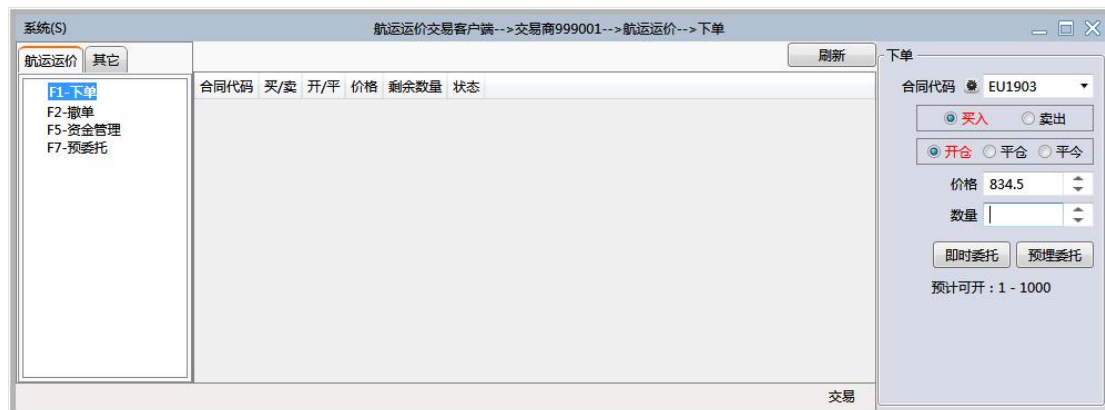 系统(S) 航运运价交易客户端-->交易商999001-->航运运价-->下单
航运运价 其它
刷新
F1-下单
F2-撤单
F5-资金管理
F7-预委托
合同代码 买/卖 开/平 价格 剩余数量 状态
交易
下单
合同代码 EU1903
买入 卖出
开仓 平仓 平今
价格 834.5
数量
即时委托 预埋委托
预计可开：1 - 1000